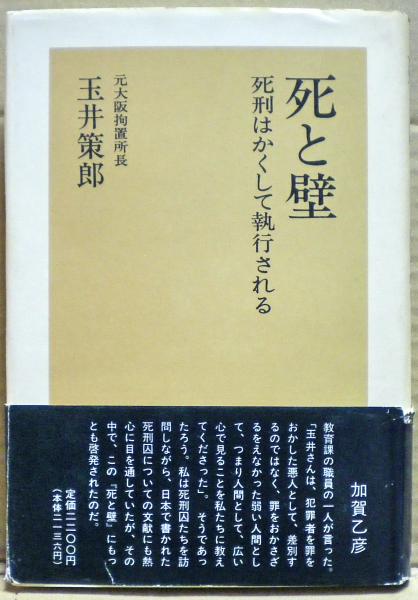 死と壁
死刑はかくして執行される
元大阪拘置所長
玉井策郎
加賀乙彦
教育課の職員の一人が言った。
「玉井さんは、犯罪者を罪を
おかした悪人として、差別す
るのではなく、罪をおかさざ
るをえなかった弱い人間とし
て、つまり人間として、広い
心で見ることを私たちに教え
てくださった」。そうであっ
たろう。私は死刑囚たちを訪
問しながら、日本で書かれた
死刑囚についての文献にも熱
心に目を通していたが、その
中で、この『死と壁』にもっ
とも啓発されたのだ。
定価二二〇〇円
(本体二一三六円)